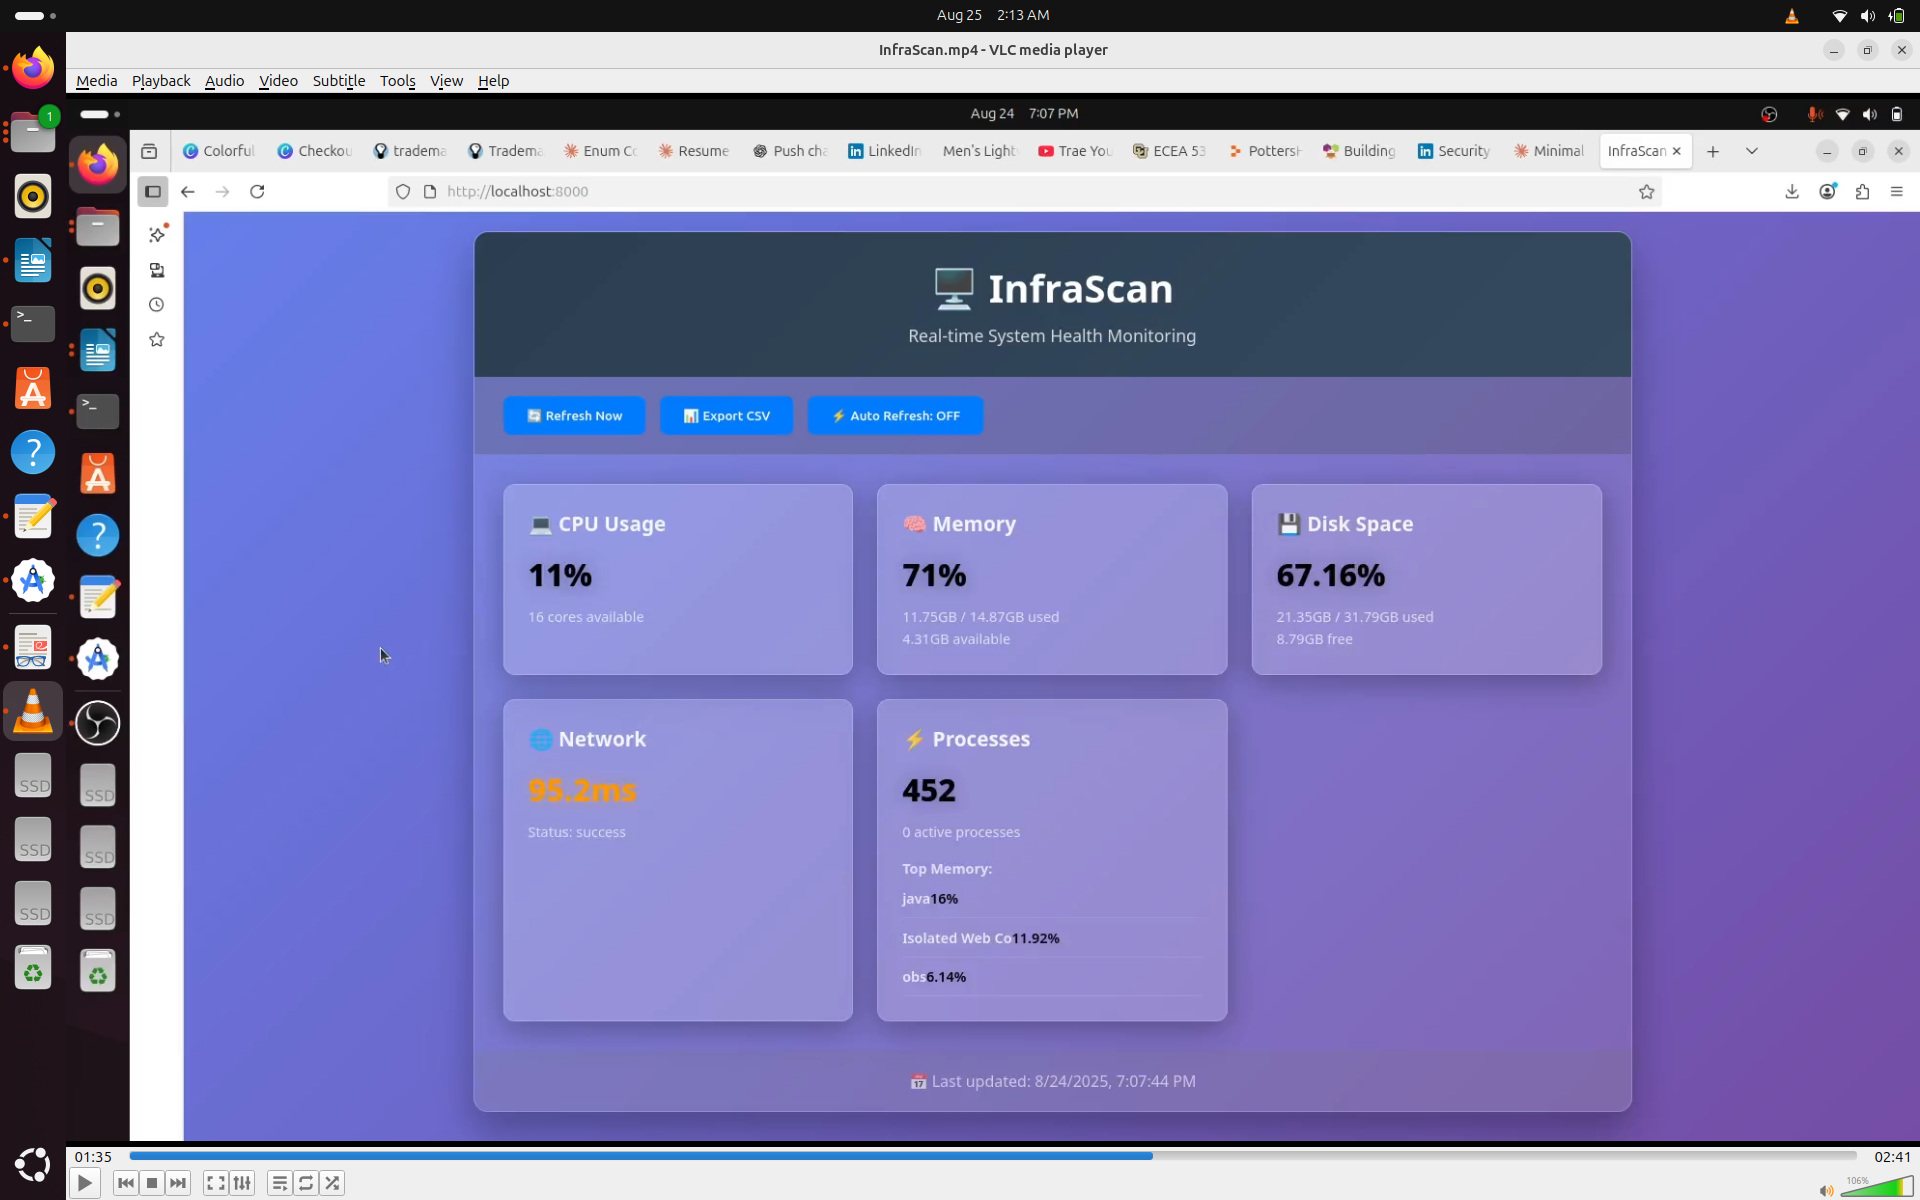 Aug 25 2:13 AM
InfraScan.mp4 - VLC media player
Media Playback Audio Video Subtitle Tools View Help
1
Aug 24 7:07 PM
Colorful
Checkou
tradema
Tradema
Enum Co
Resume
Push cha
LinkedIn
Men's Light
Trae You
ECEA 53
PottersH
Building
Security
Minimal
InfraScan
http://localhost:8000
InfraScan
Real-time System Health Monitoring
Refresh Now
Export CSV
Auto Refresh: OFF
CPU Usage
11%
16 cores available
Memory
71%
11.75GB / 14.87GB used
4.31GB available
Disk Space
67.16%
21.35GB / 31.79GB used
8.79GB free
Network
95.2ms
Status: success
Processes
452
0 active processes
Top Memory:
java16%
Isolated Web Co11.92%
obs6.14%
Last updated: 8/24/2025, 7:07:44 PM
SSD
SSD
SSD
SSD
SSD
SSD
01:35
02:41
106%